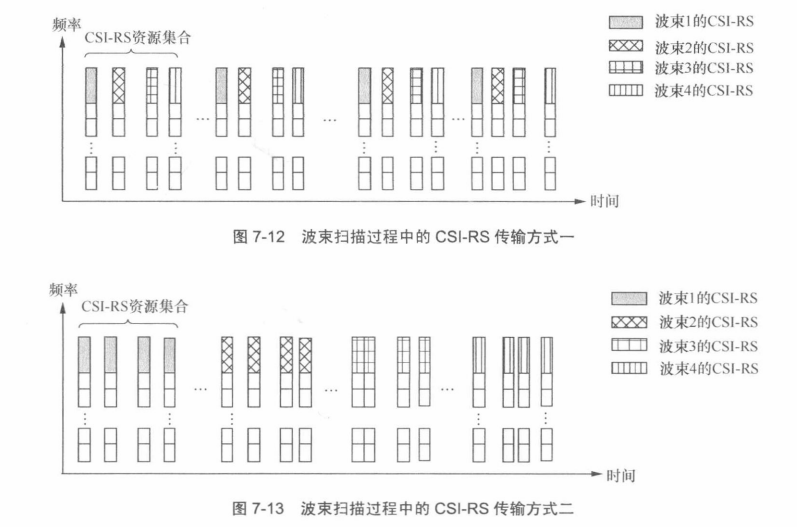 频率
CSI-RS资源集合
波束1的CSI-RS
波束2的CSI-RS
波束3的CSI-RS
波束4的CSI-RS
...
...
...
时间
图 7-12 波束扫描过程中的 CSI-RS 传输方式一
频率
CSI-RS资源集合
波束1的CSI-RS
波束2的CSI-RS
波束3的CSI-RS
波束4的CSI-RS
...
...
...
时间
图 7-13 波束扫描过程中的 CSI-RS 传输方式二